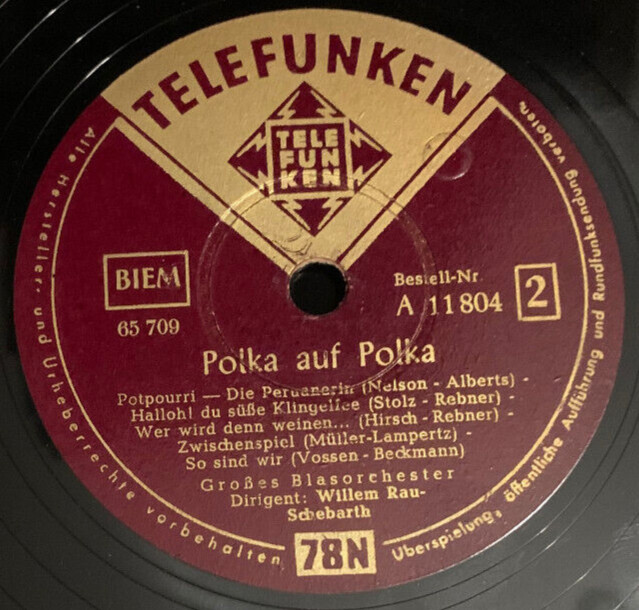 TELEFUNKEN
TELE
FUN
KEN
BIEM
65 709
Bestell-Nr.
A 11 804
2
Polka auf Polka
Potpourri — Die Peruanerin (Nelson - Alberts) -
Halloh! du süße Klingelfee (Stolz - Rebner) -
Wer wird denn weinen... (Hirsch - Rebner) -
Zwischenspiel (Müller-Lampertz) -
So sind wir (Vossen - Beckmann)
Großes Blasorchester
Dirigent: Willem Rau-
Schebarth
78N
Alle Hersteller- und Urheberrechte vorbehalten
Überspielung, öffentliche Aufführung und Rundfunksendung verboten.